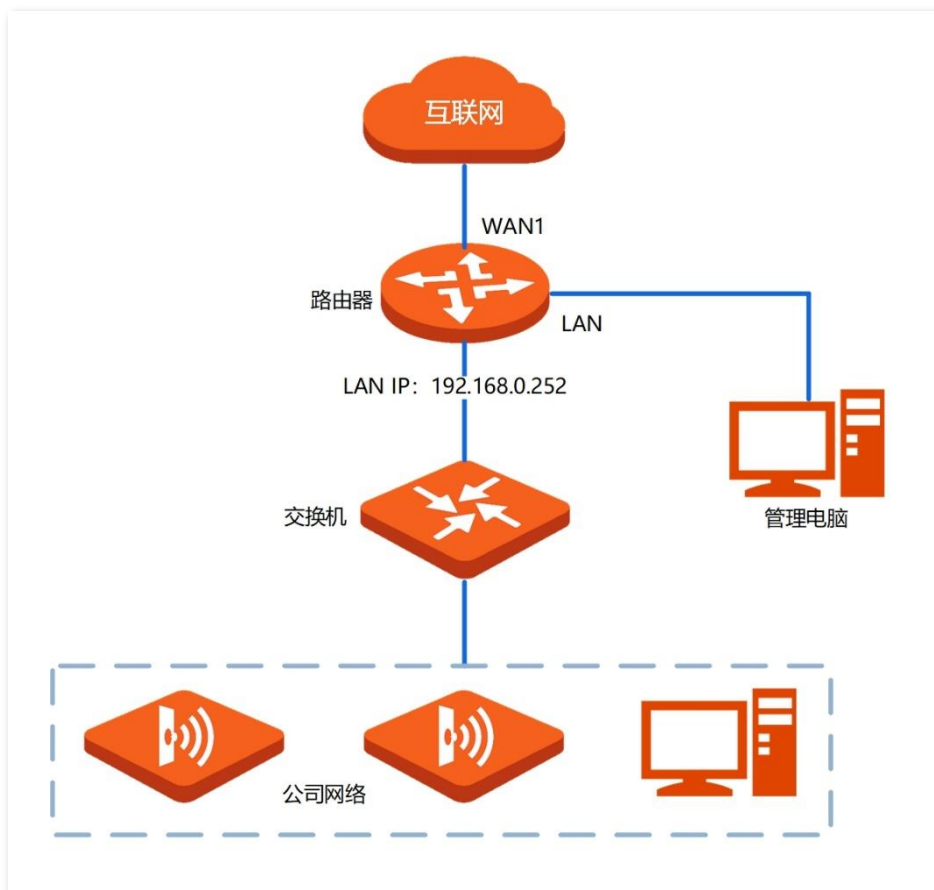 互联网
WAN1
路由器
LAN
LAN IP：192.168.0.252
交换机
管理电脑
公司网络